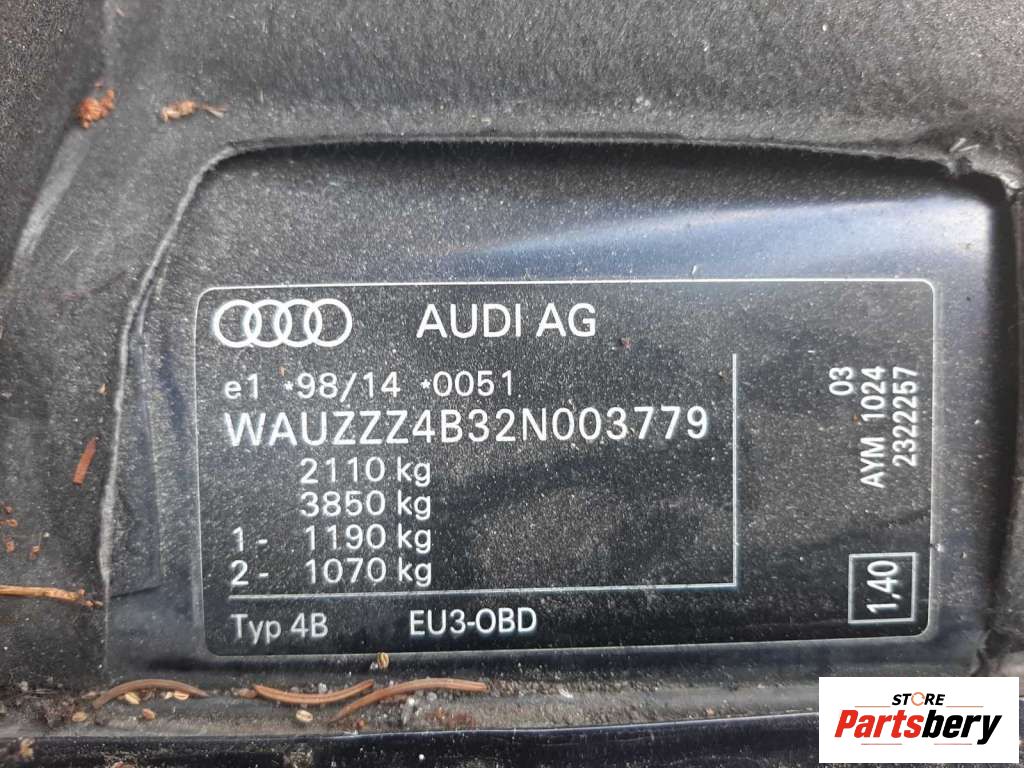 AUDI AG
e1 *98/14 *0051
WAUZZZ4B32N003779
2110 kg
3850 kg
1- 1190 kg
2- 1070 kg
Typ 4B EU3-OBD
03
AYM 1024
2322257
1,40
STORE
Partsbery